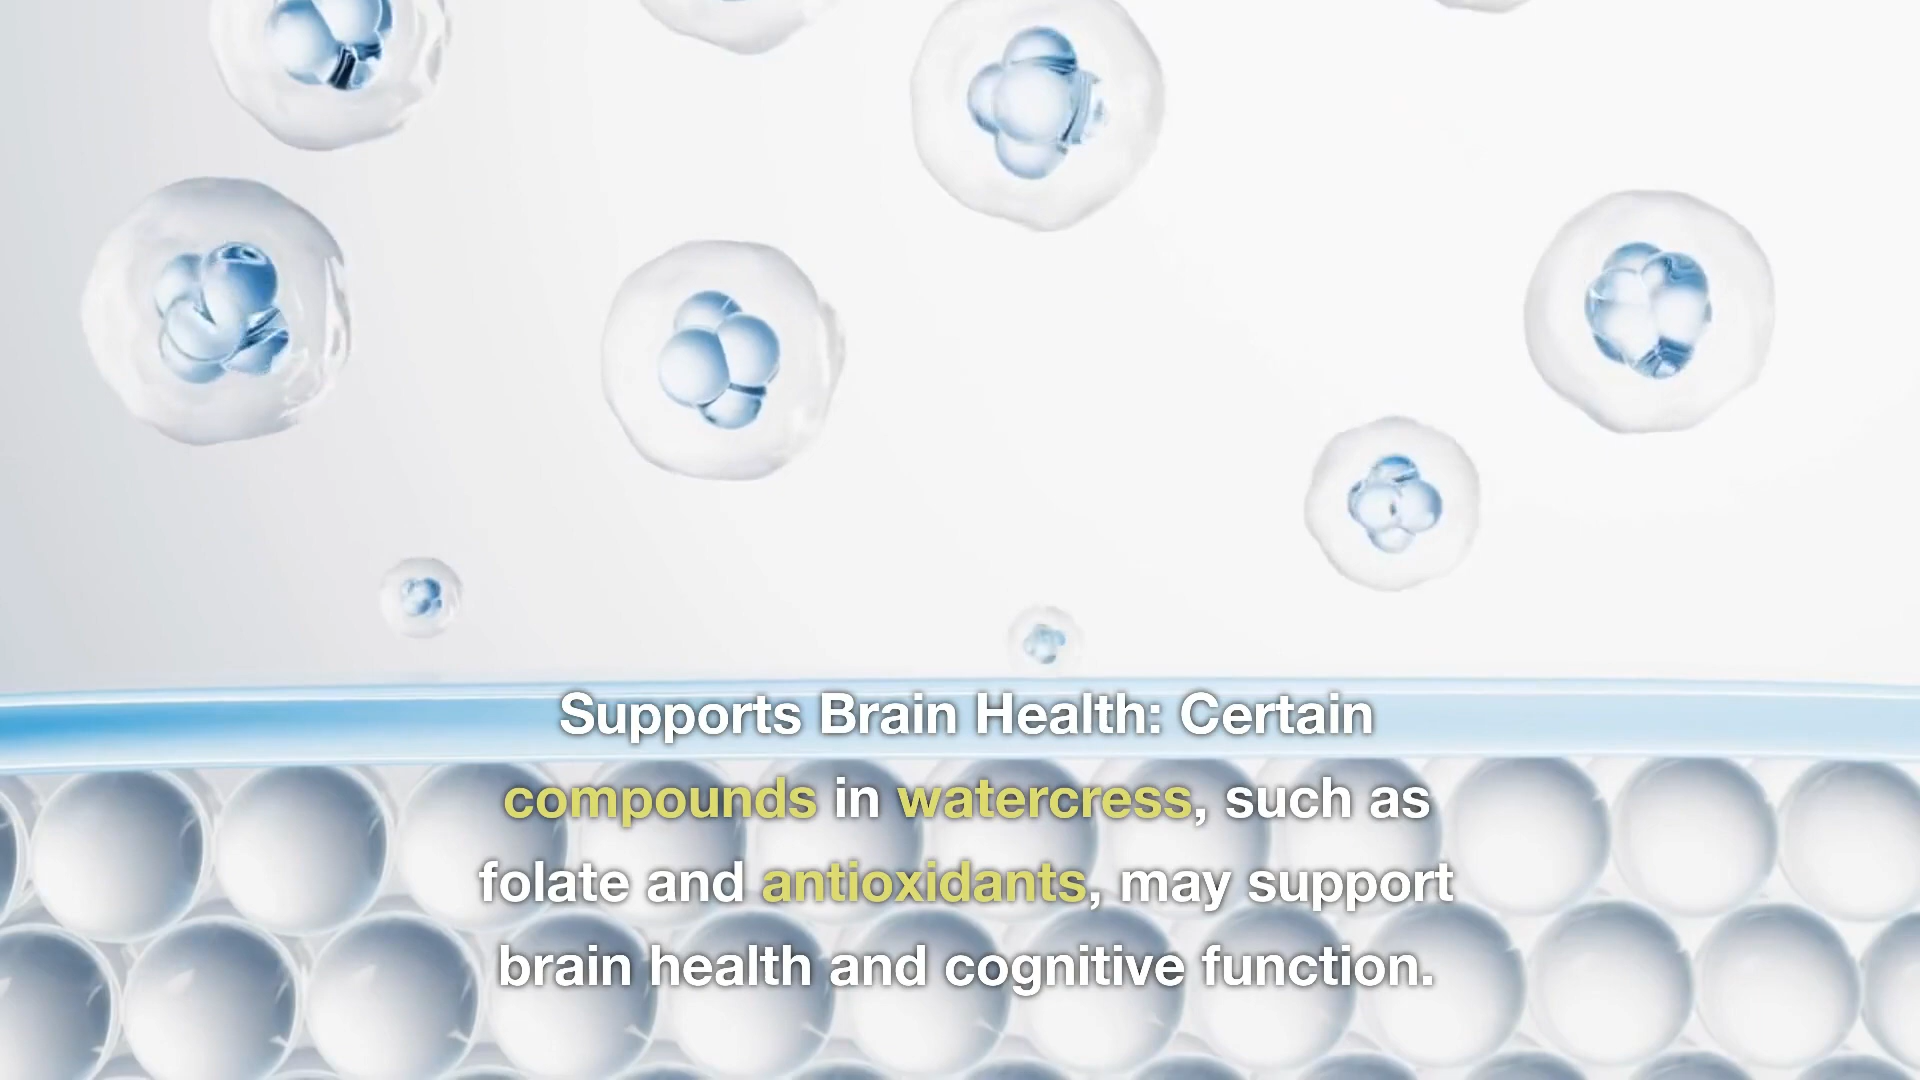 Supports Brain Health: Certain
compounds in watercress, such as
folate and antioxidants, may support
brain health and cognitive function.